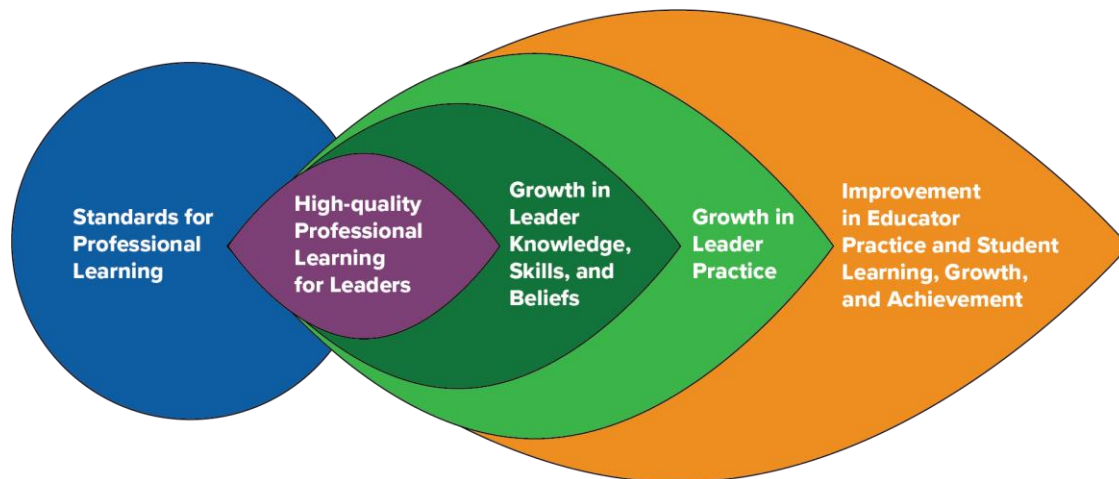 Standards for
Professional
Learning
High-quality
Professional
Learning
for Leaders
Growth in
Leader
Knowledge,
Skills, and
Beliefs
Growth in
Leader
Practice
Improvement
in Educator
Practice and Student
Learning, Growth,
and Achievement